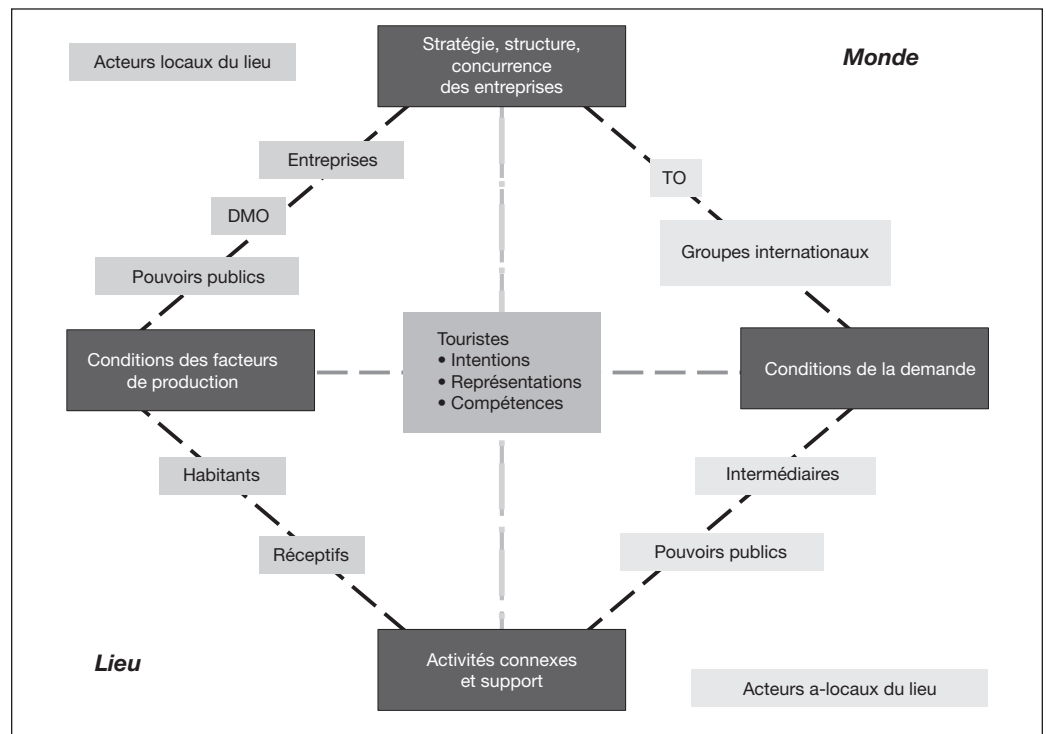 Stratégie, structure,
concurrence
des entreprises
Acteurs locaux du lieu
Monde
Entreprises
TO
DMO
Groupes internationaux
Pouvoirs publics
Conditions des facteurs
de production
Touristes
• Intentions
• Représentations
• Compétences
Conditions de la demande
Habitants
Intermédiaires
Réceptifs
Pouvoirs publics
Lieu
Activités connexes
et support
Acteurs a-locaux du lieu